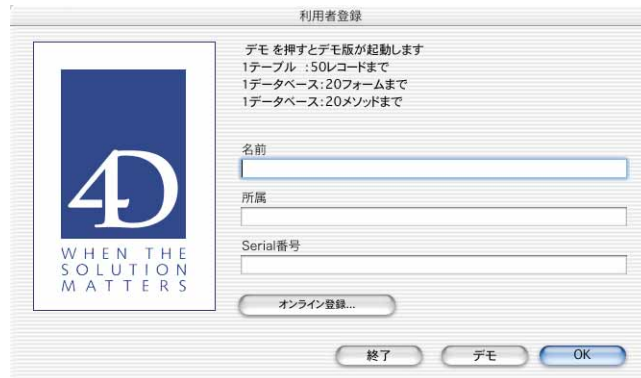 利用者登録
デモ を押すとデモ版が起動します
1テーブル :50レコードまで
1データベース:20フォームまで
1データベース:20メソッドまで
名前
所属
Serial番号
オンライン登録...
4D
WHEN THE
SOLUTION
MATTERS
終了
デモ
OK